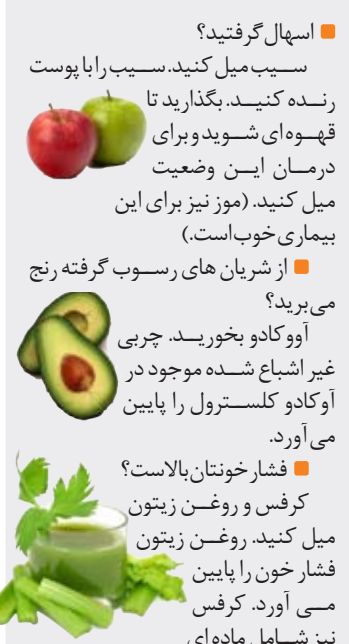 اسهال گرفتید؟
سیب میل کنید. سیب را با پوست
رنده کنید. بگذارید تا
قهوه‌ای شوید و برای
درمان این وضعیت
میل کنید. (موز نیز برای این
بیماری خوب است.)
از شریان های رسوب گرفته رنج
می‌برید؟
آووکادو بخورید. چربی
غیر اشباع شده موجود در
آوکادو کلسترول را پایین
می‌آورد.
فشار خونتان بالاست؟
کرفس و روغن زیتون
میل کنید. روغن زیتون
فشار خون را پایین
می آورد. کرفس
نیز شامل ماده‌ای